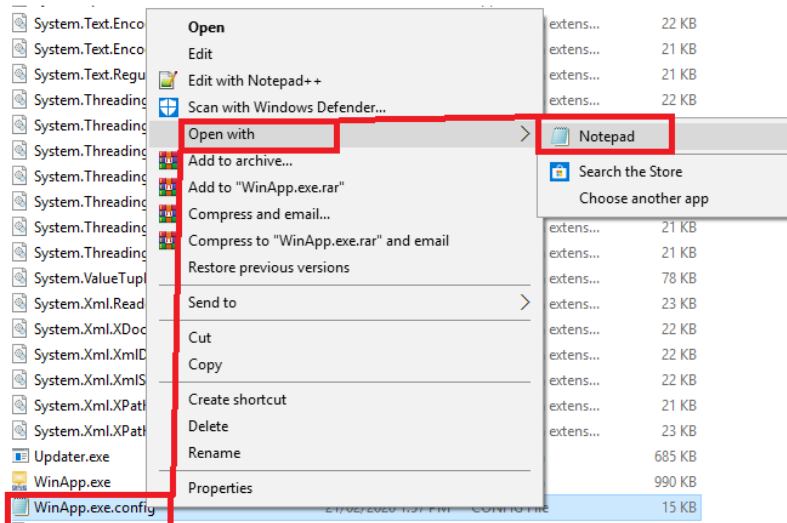 System.Text.Enco
System.Text.Enco
System.Text.Regu
System.Threading
System.Threading
System.Threading
System.Threading
System.Threading
System.Threading
System.Threading
System.ValueTupl
System.Xml.Read
System.Xml.XDoc
System.Xml.XmlD
System.Xml.XmlS
System.Xml.XPath
System.Xml.XPath
Updater.exe
WinApp.exe
WinApp.exe.config
Open
Edit
Edit with Notepad++
Scan with Windows Defender...
Open with
Add to archive...
Add to "WinApp.exe.rar"
Compress and email...
Compress to "WinApp.exe.rar" and email
Restore previous versions
Send to
Cut
Copy
Create shortcut
Delete
Rename
Properties
Notepad
Search the Store
Choose another app
extens... 22 KB
extens... 21 KB
extens... 21 KB
extens... 22 KB
extens... 21 KB
extens... 21 KB
extens... 78 KB
extens... 23 KB
extens... 22 KB
extens... 22 KB
extens... 22 KB
extens... 21 KB
extens... 23 KB
685 KB
990 KB
15 KB